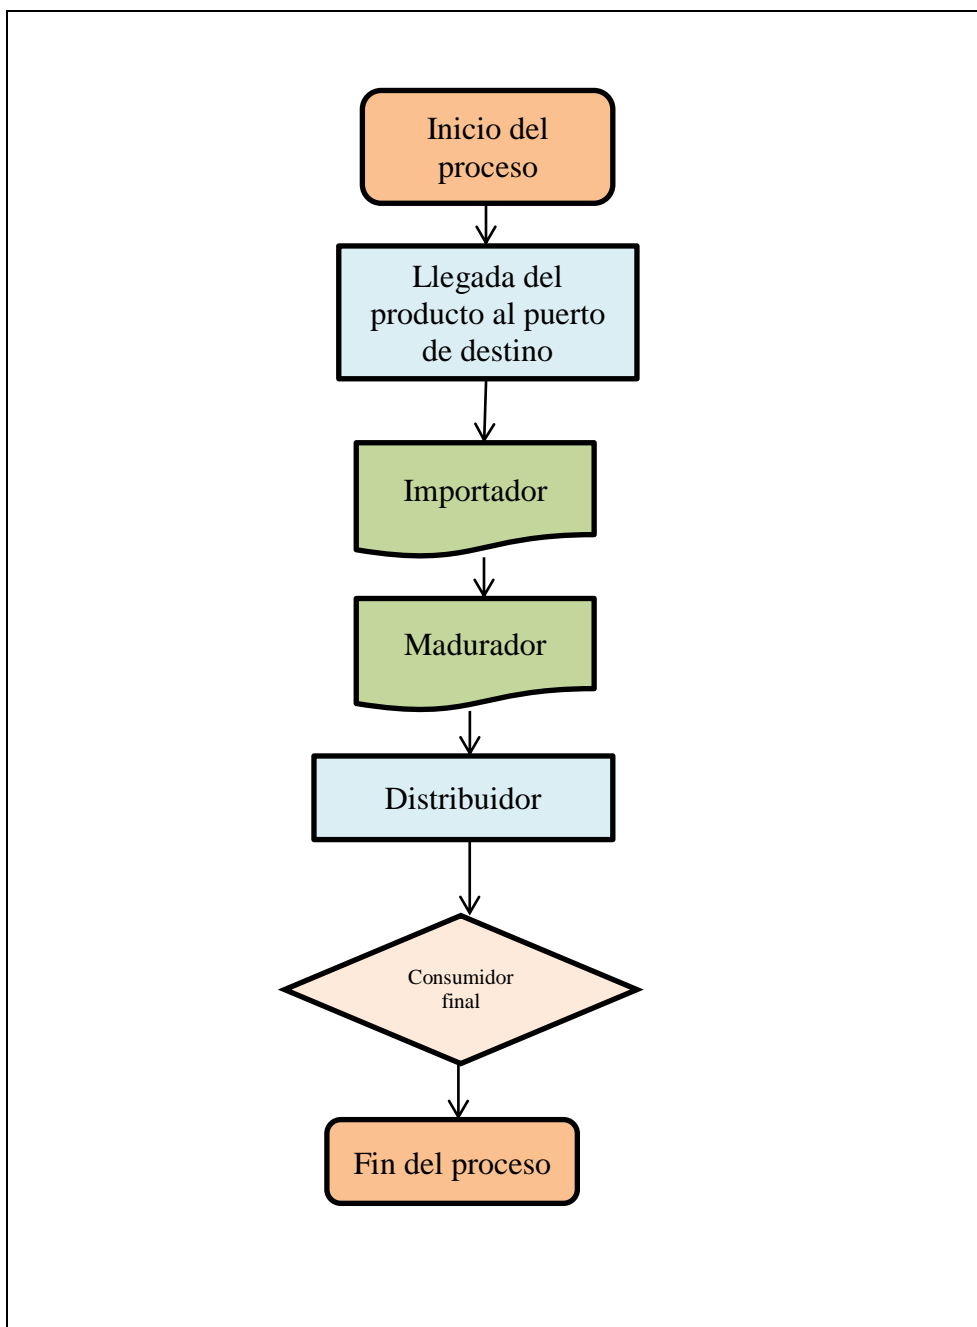 Inicio del
proceso
Llegada del
producto al puerto
de destino
Importador
Madurador
Distribuidor
Consumidor
final
Fin del proceso